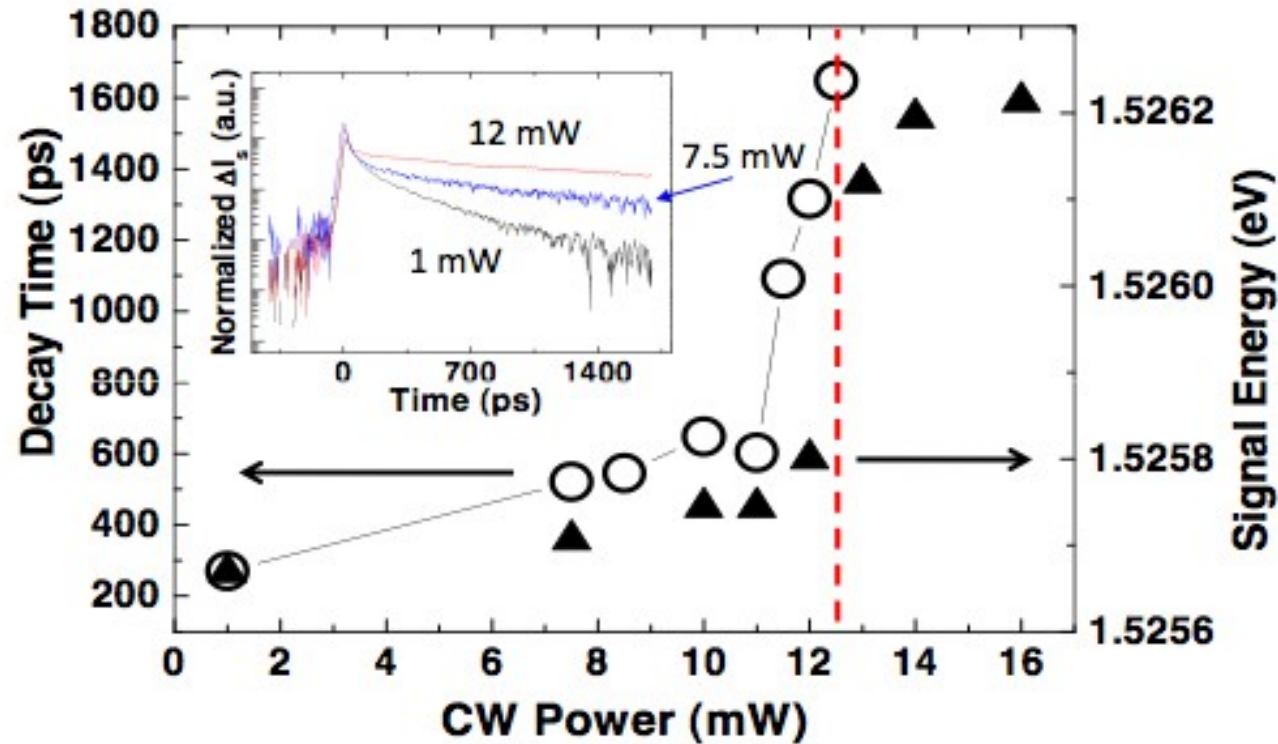 1800
1600
1400
1200
1000
800
600
400
200
Decay Time (ps)
Normalized ΔIs (a.u.)
12 mW
7.5 mW
1 mW
0 700 1400
Time (ps)
1.5262
1.5260
1.5258
1.5256
Signal Energy (eV)
0 2 4 6 8 10 12 14 16
CW Power (mW)